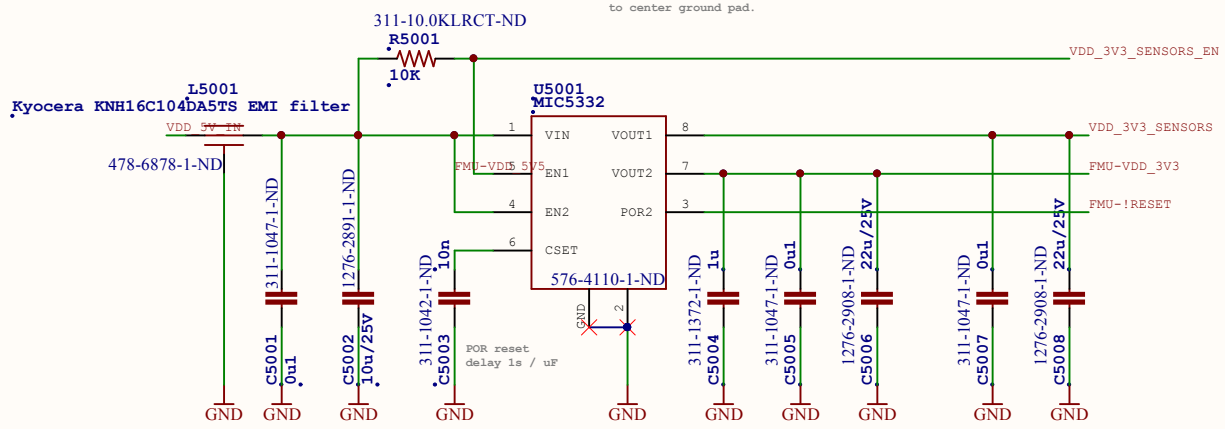 to center ground pad.
311-10.0KLRCT-ND
R5001
10K
VDD_3V3_SENSORS_EN
L5001
Kyocera KNH16C104DA5TS EMI filter
VDD_5V_IN
478-6878-1-ND
U5001
MIC5332
1
VIN
VOUT1
8
VDD_3V3_SENSORS
FMU-VDD_5V5
5
EN1
VOUT2
7
FMU-VDD_3V3
4
EN2
POR2
3
FMU-!RESET
6
CSET
576-4110-1-ND
GND
2
311-1047-1-ND
C5001
0u1
1276-2891-1-ND
C5002
10u/25V
10n
311-1042-1-ND
C5003
POR reset
delay 1s / uF
1u
311-1372-1-ND
C5004
0u1
311-1047-1-ND
C5005
22u/25V
1276-2908-1-ND
C5006
0u1
311-1047-1-ND
C5007
22u/25V
1276-2908-1-ND
C5008
GND
GND
GND
GND
GND
GND
GND
GND
GND
GND